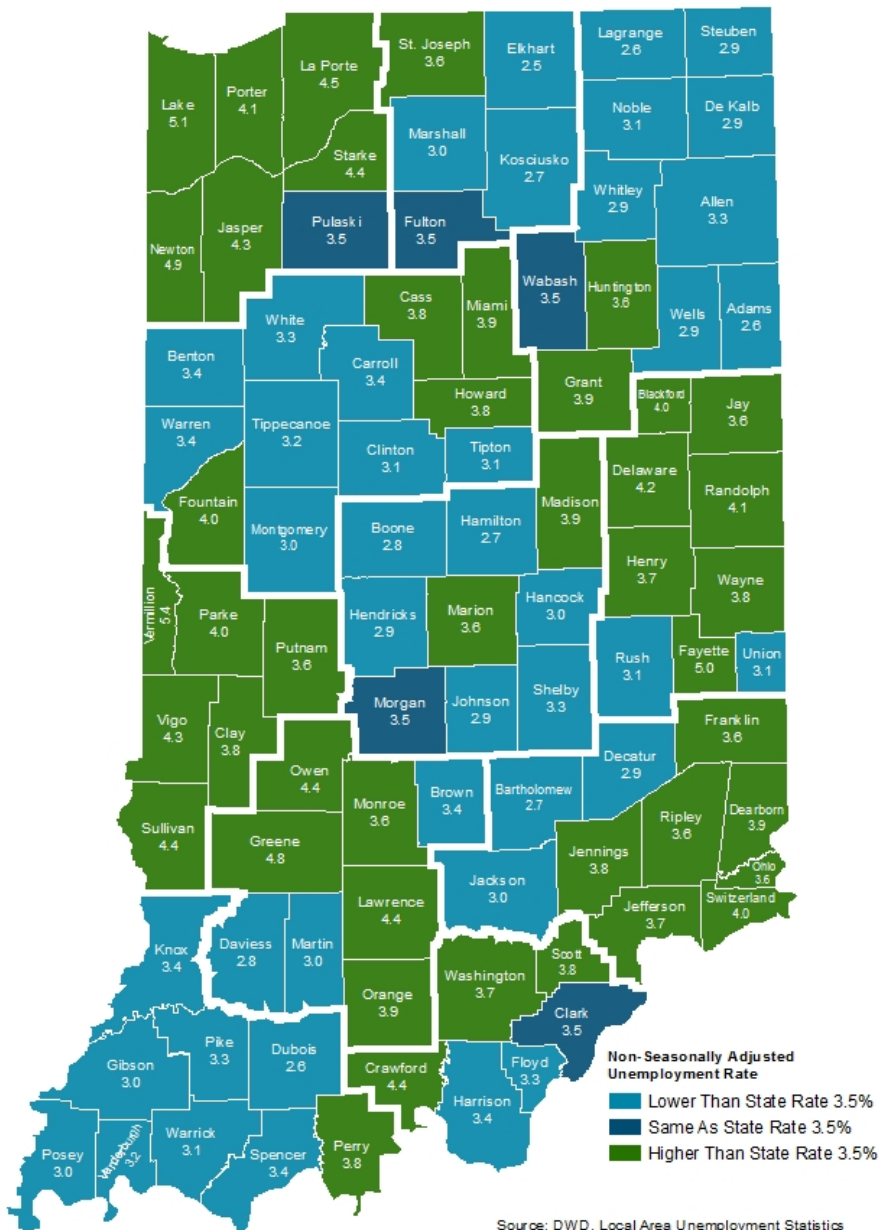 St. Joseph
3.6
Elkhart
2.5
Lagrange
2.6
Steuben
2.9
La Porte
4.5
Porter
4.1
Lake
5.1
Noble
3.1
De Kalb
2.9
Marshall
3.0
Kosciusko
2.7
Starke
4.4
Whitley
2.9
Allen
3.3
Newton
4.9
Jasper
4.3
Pulaski
3.5
Fulton
3.5
Wabash
3.5
Huntington
3.6
Wells
2.9
Adams
2.6
White
3.3
Cass
3.8
Miami
3.9
Benton
3.4
Carroll
3.4
Grant
3.9
Howard
3.8
Blackford
4.0
Jay
3.6
Warren
3.4
Tippecanoe
3.2
Clinton
3.1
Tipton
3.1
Delaware
4.2
Randolph
4.1
Fountain
4.0
Montgomery
3.0
Boone
2.8
Hamilton
2.7
Madison
3.9
Henry
3.7
Wayne
3.8
Vermillion
5.4
Parke
4.0
Putnam
3.6
Hendricks
2.9
Marion
3.6
Hancock
3.0
Rush
3.1
Fayette
5.0
Union
3.1
Morgan
3.5
Johnson
2.9
Shelby
3.3
Vigo
4.3
Clay
3.8
Franklin
3.6
Owen
4.4
Monroe
3.6
Brown
3.4
Bartholomew
2.7
Decatur
2.9
Ripley
3.6
Dearborn
3.9
Sullivan
4.4
Greene
4.8
Jennings
3.8
Ohio
3.6
Jackson
3.0
Lawrence
4.4
Jefferson
3.7
Switzerland
4.0
Knox
3.4
Daviess
2.8
Martin
3.0
Washington
3.7
Scott
3.8
Orange
3.9
Clark
3.5
Gibson
3.0
Pike
3.3
Dubois
2.6
Crawford
4.4
Harrison
3.4
Floyd
3.3
Posey
3.0
Vanderburgh
3.2
Warrick
3.1
Spencer
3.4
Perry
3.8
Non-Seasonally Adjusted
Unemployment Rate
Lower Than State Rate 3.5%
Same As State Rate 3.5%
Higher Than State Rate 3.5%
Source: DWD, Local Area Unemployment Statistics